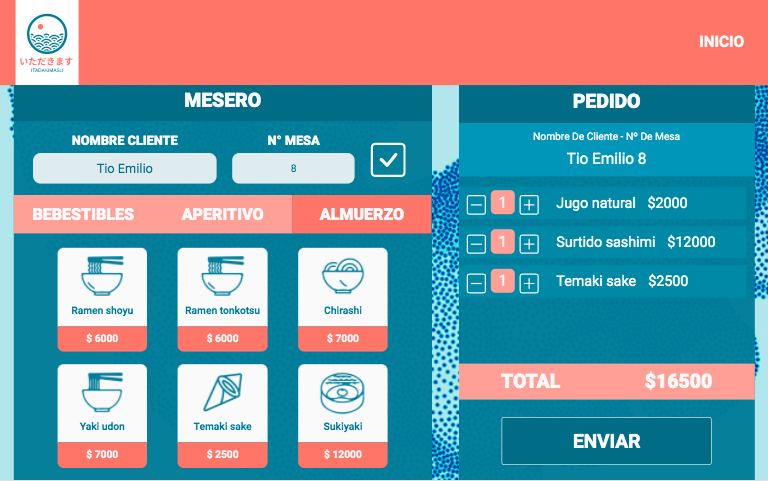 いただきます
ITADAKIMASU
INICIO
MESERO
NOMBRE CLIENTE
N° MESA
Tio Emilio
8
BEBESTIBLES
APERITIVO
ALMUERZO
Ramen shoyu
$ 6000
Ramen tonkotsu
$ 6000
Chirashi
$ 7000
Yaki udon
$ 7000
Temaki sake
$ 2500
Sukiyaki
$ 12000
PEDIDO
Nombre De Cliente - Nº De Mesa
Tio Emilio 8
1 Jugo natural $2000
1 Surtido sashimi $12000
1 Temaki sake $2500
TOTAL $16500
ENVIAR